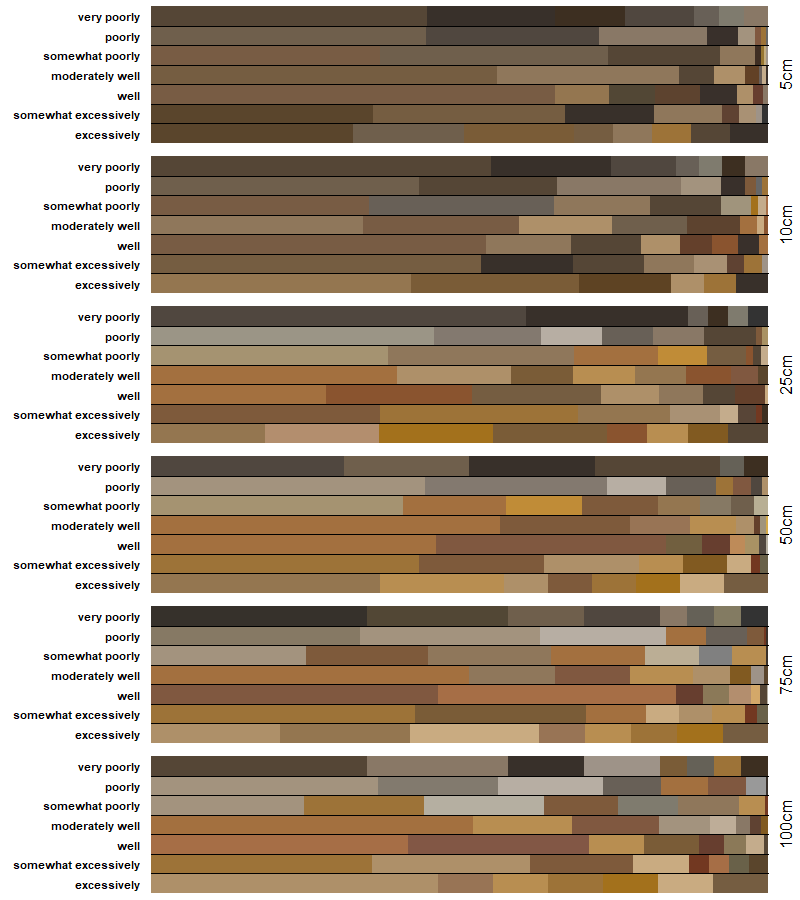 very poorly
poorly
somewhat poorly
moderately well
well
somewhat excessively
excessively
5cm
very poorly
poorly
somewhat poorly
moderately well
well
somewhat excessively
excessively
10cm
very poorly
poorly
somewhat poorly
moderately well
well
somewhat excessively
excessively
25cm
very poorly
poorly
somewhat poorly
moderately well
well
somewhat excessively
excessively
50cm
very poorly
poorly
somewhat poorly
moderately well
well
somewhat excessively
excessively
75cm
very poorly
poorly
somewhat poorly
moderately well
well
somewhat excessively
excessively
100cm